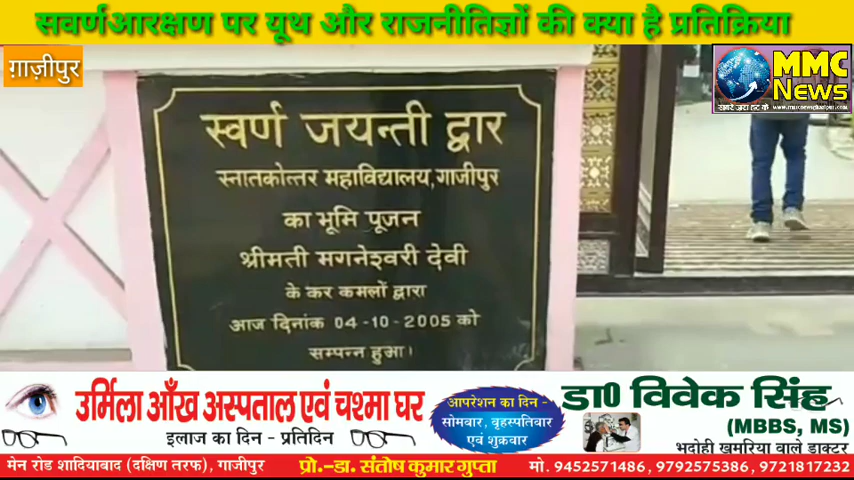 सवर्णआरक्षण पर यूथ और राजनीतिज्ञों की क्या है प्रतिक्रिया
ग़ाज़ीपुर
MMC
News
खबरें ज़रा हट के
स्वर्ण जयन्ती द्वार
स्नातकोत्तर महाविद्यालय,गाजीपुर
का भूमि पूजन
श्रीमती मगनेश्वरी देवी
के कर कमलों द्वारा
आज दिनांक 04-10-2005 को
सम्पन्न हुआ।
उर्मिला आँख अस्पताल एवं चश्मा घर
इलाज का दिन - प्रतिदिन
आपरेशन का दिन -
सोमवार, वृहस्पतिवार
एवं शुक्रवार
डा0 विवेक सिंह
(MBBS, MS)
भदोही खमरिया वाले डाक्टर
मेन रोड शादियाबाद (दक्षिण तरफ), गाजीपुर प्रो.-डा. संतोष कुमार गुप्ता मो. 9452571486, 9792575386, 9721817232